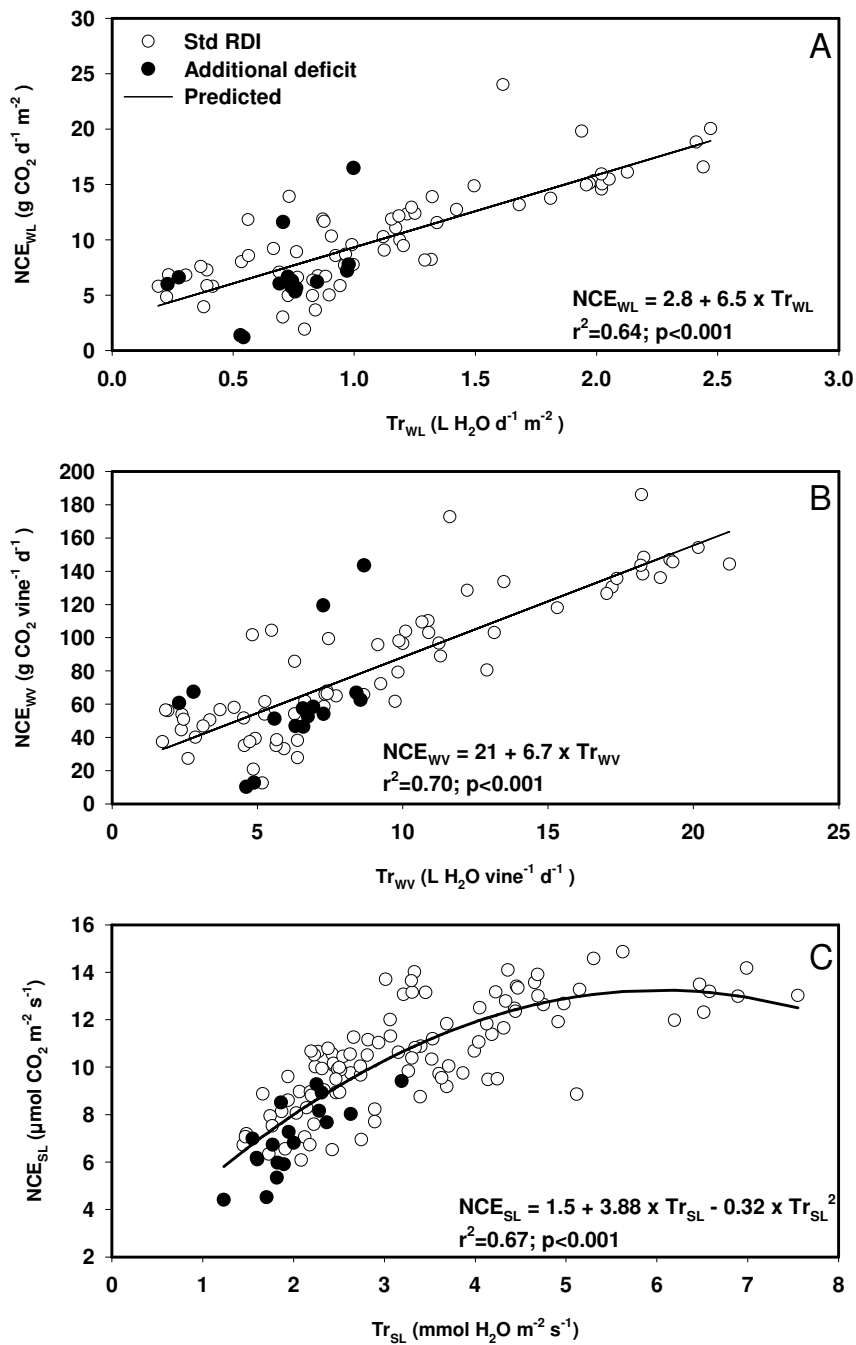 A
Std RDI
Additional deficit
Predicted
30
25
20
15
10
5
0
NCE_WL (g CO₂ d⁻¹ m⁻²)
NCE_WL = 2.8 + 6.5 x Tr_WL
r²=0.64; p<0.001
0.0 0.5 1.0 1.5 2.0 2.5 3.0
Tr_WL (L H₂O d⁻¹ m⁻²)
B
200
180
160
140
120
100
80
60
40
20
0
NCE_WV (g CO₂ vine⁻¹ d⁻¹)
NCE_WV = 21 + 6.7 x Tr_WV
r²=0.70; p<0.001
0 5 10 15 20 25
Tr_WV (L H₂O vine⁻¹ d⁻¹)
C
16
14
12
10
8
6
4
2
NCE_SL (µmol CO₂ m⁻² s⁻¹)
NCE_SL = 1.5 + 3.88 x Tr_SL - 0.32 x Tr_SL²
r²=0.67; p<0.001
0 1 2 3 4 5 6 7 8
Tr_SL (mmol H₂O m⁻² s⁻¹)